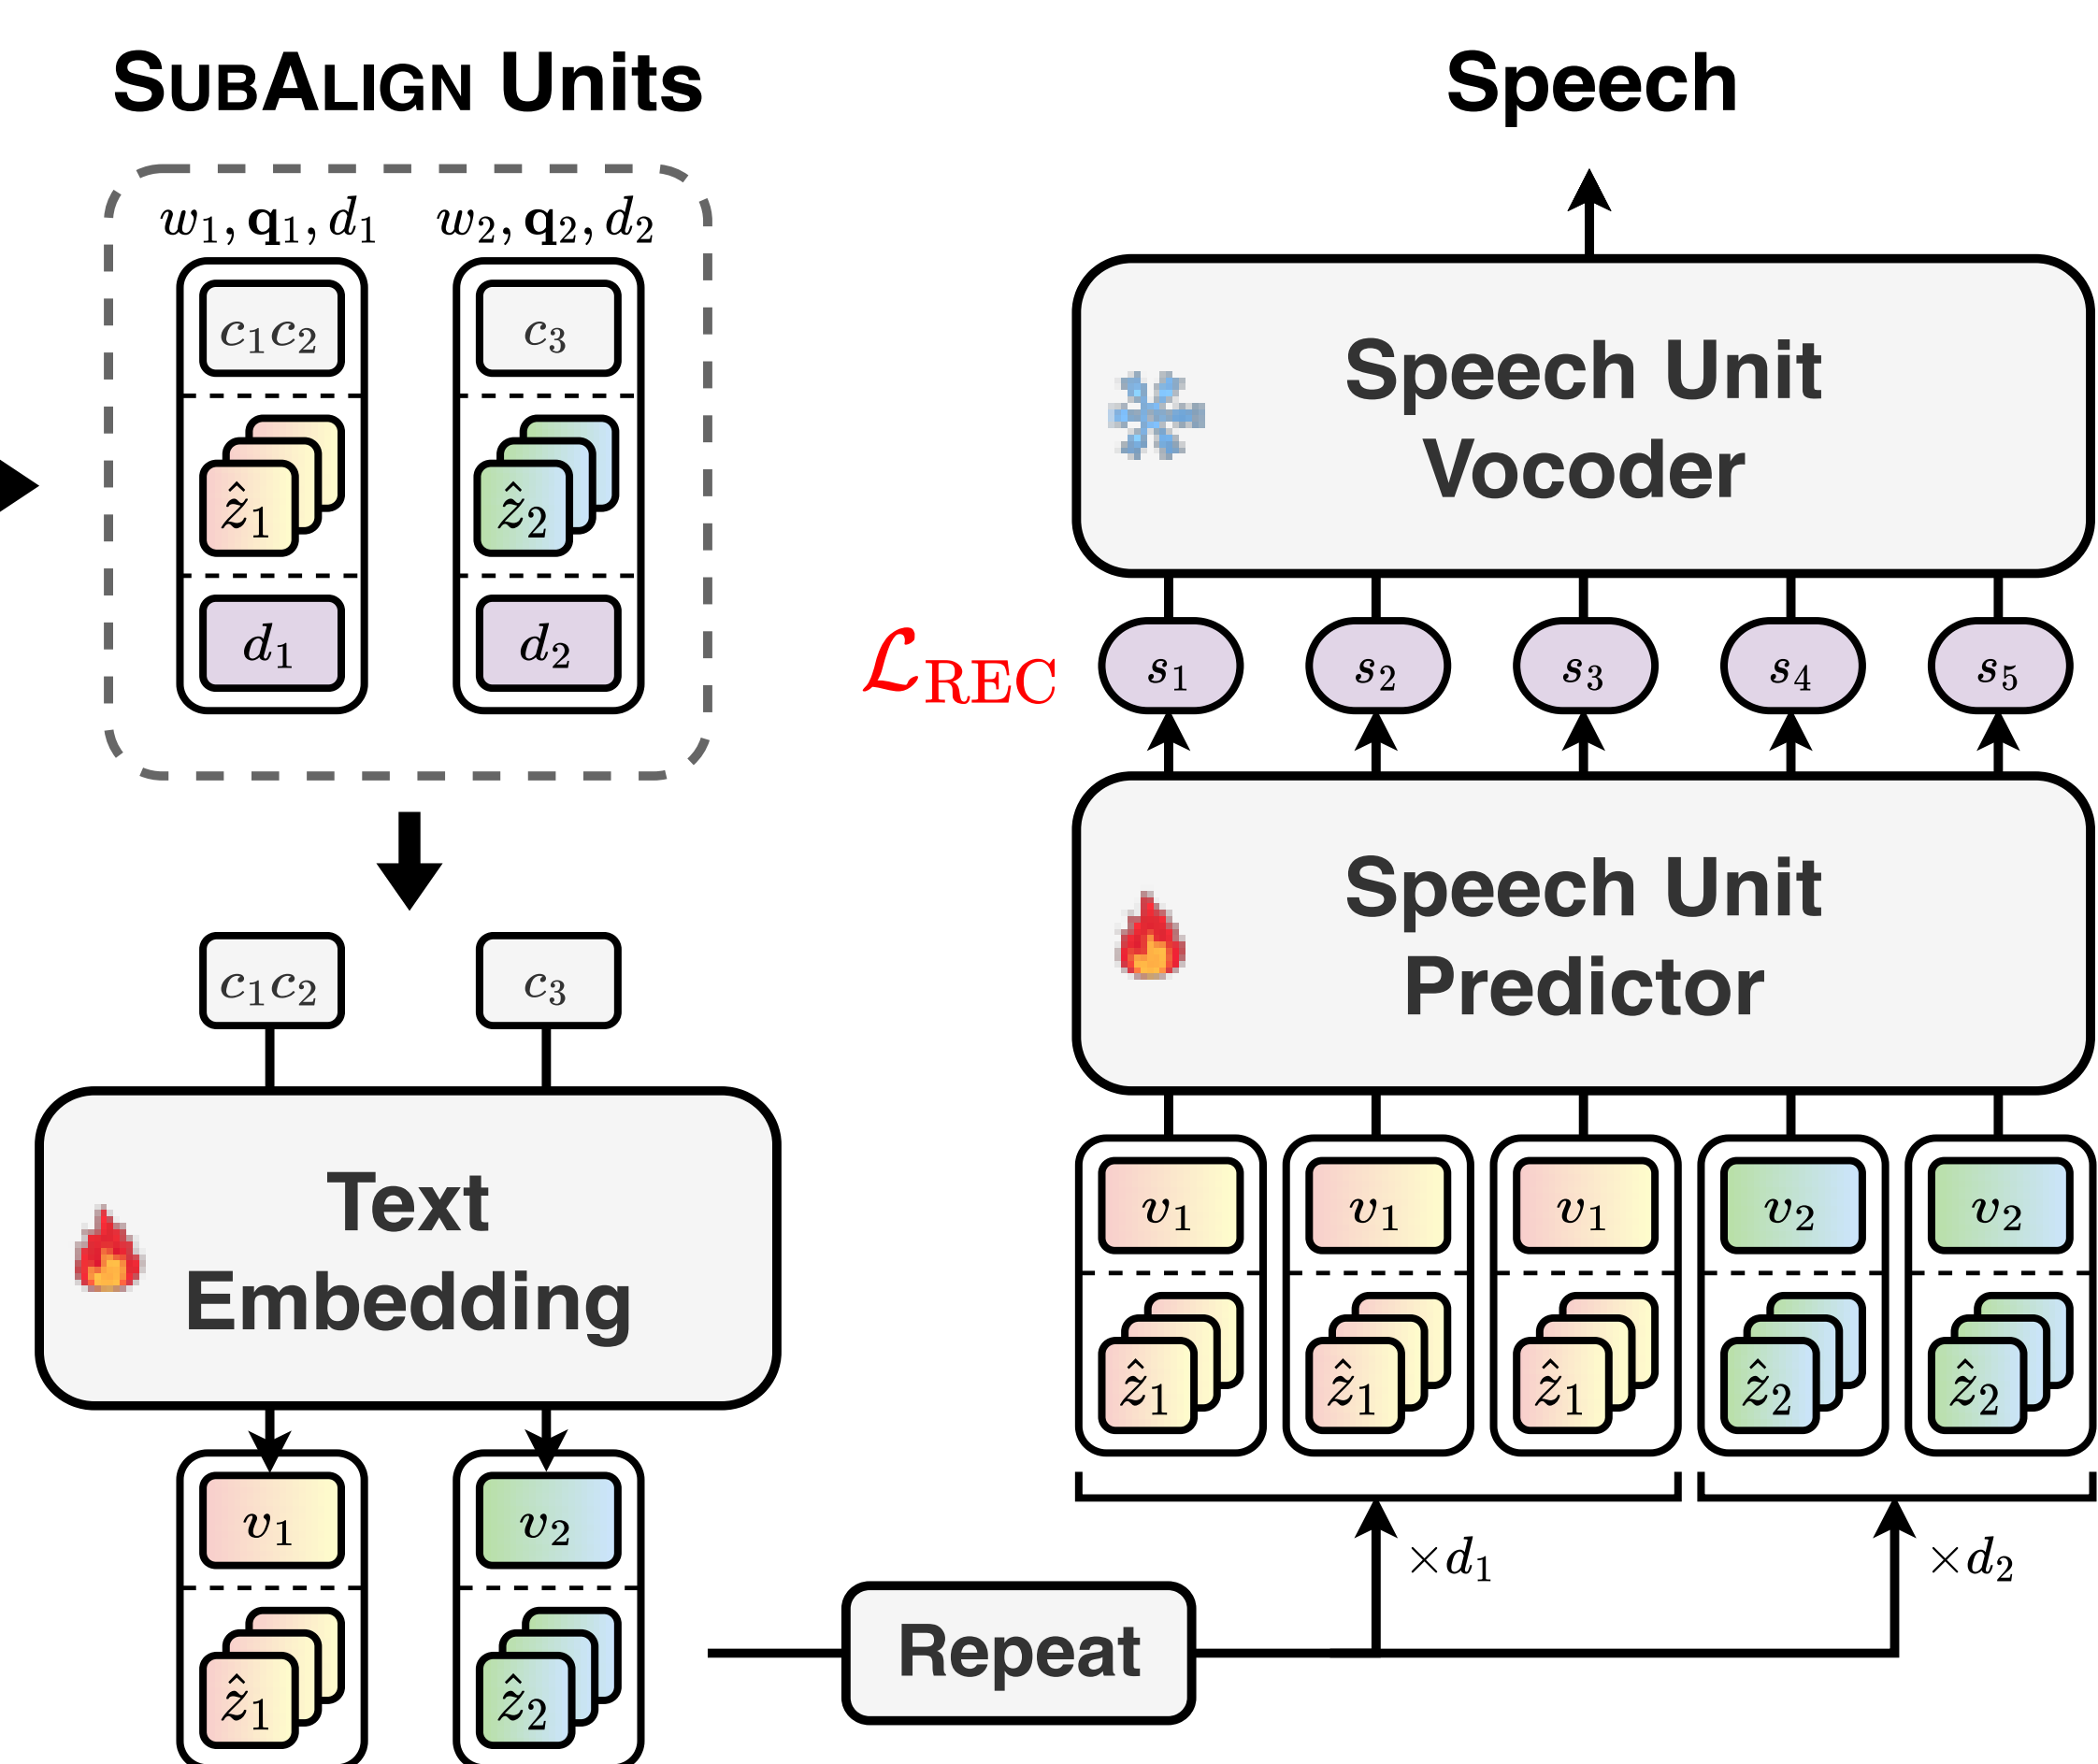 SUBALIGN Units
w₁, q₁, d₁
w₂, q₂, d₂
c₁c₂
c₃
ẑ₁
ẑ₂
d₁
d₂
c₁c₂
c₃
Text
Embedding
v₁
v₂
ẑ₁
ẑ₂
Repeat
Speech
Speech Unit
Vocoder
ℒREC
s₁
s₂
s₃
s₄
s₅
Speech Unit
Predictor
v₁
v₁
v₁
v₂
v₂
ẑ₁
ẑ₁
ẑ₁
ẑ₂
ẑ₂
×d₁
×d₂